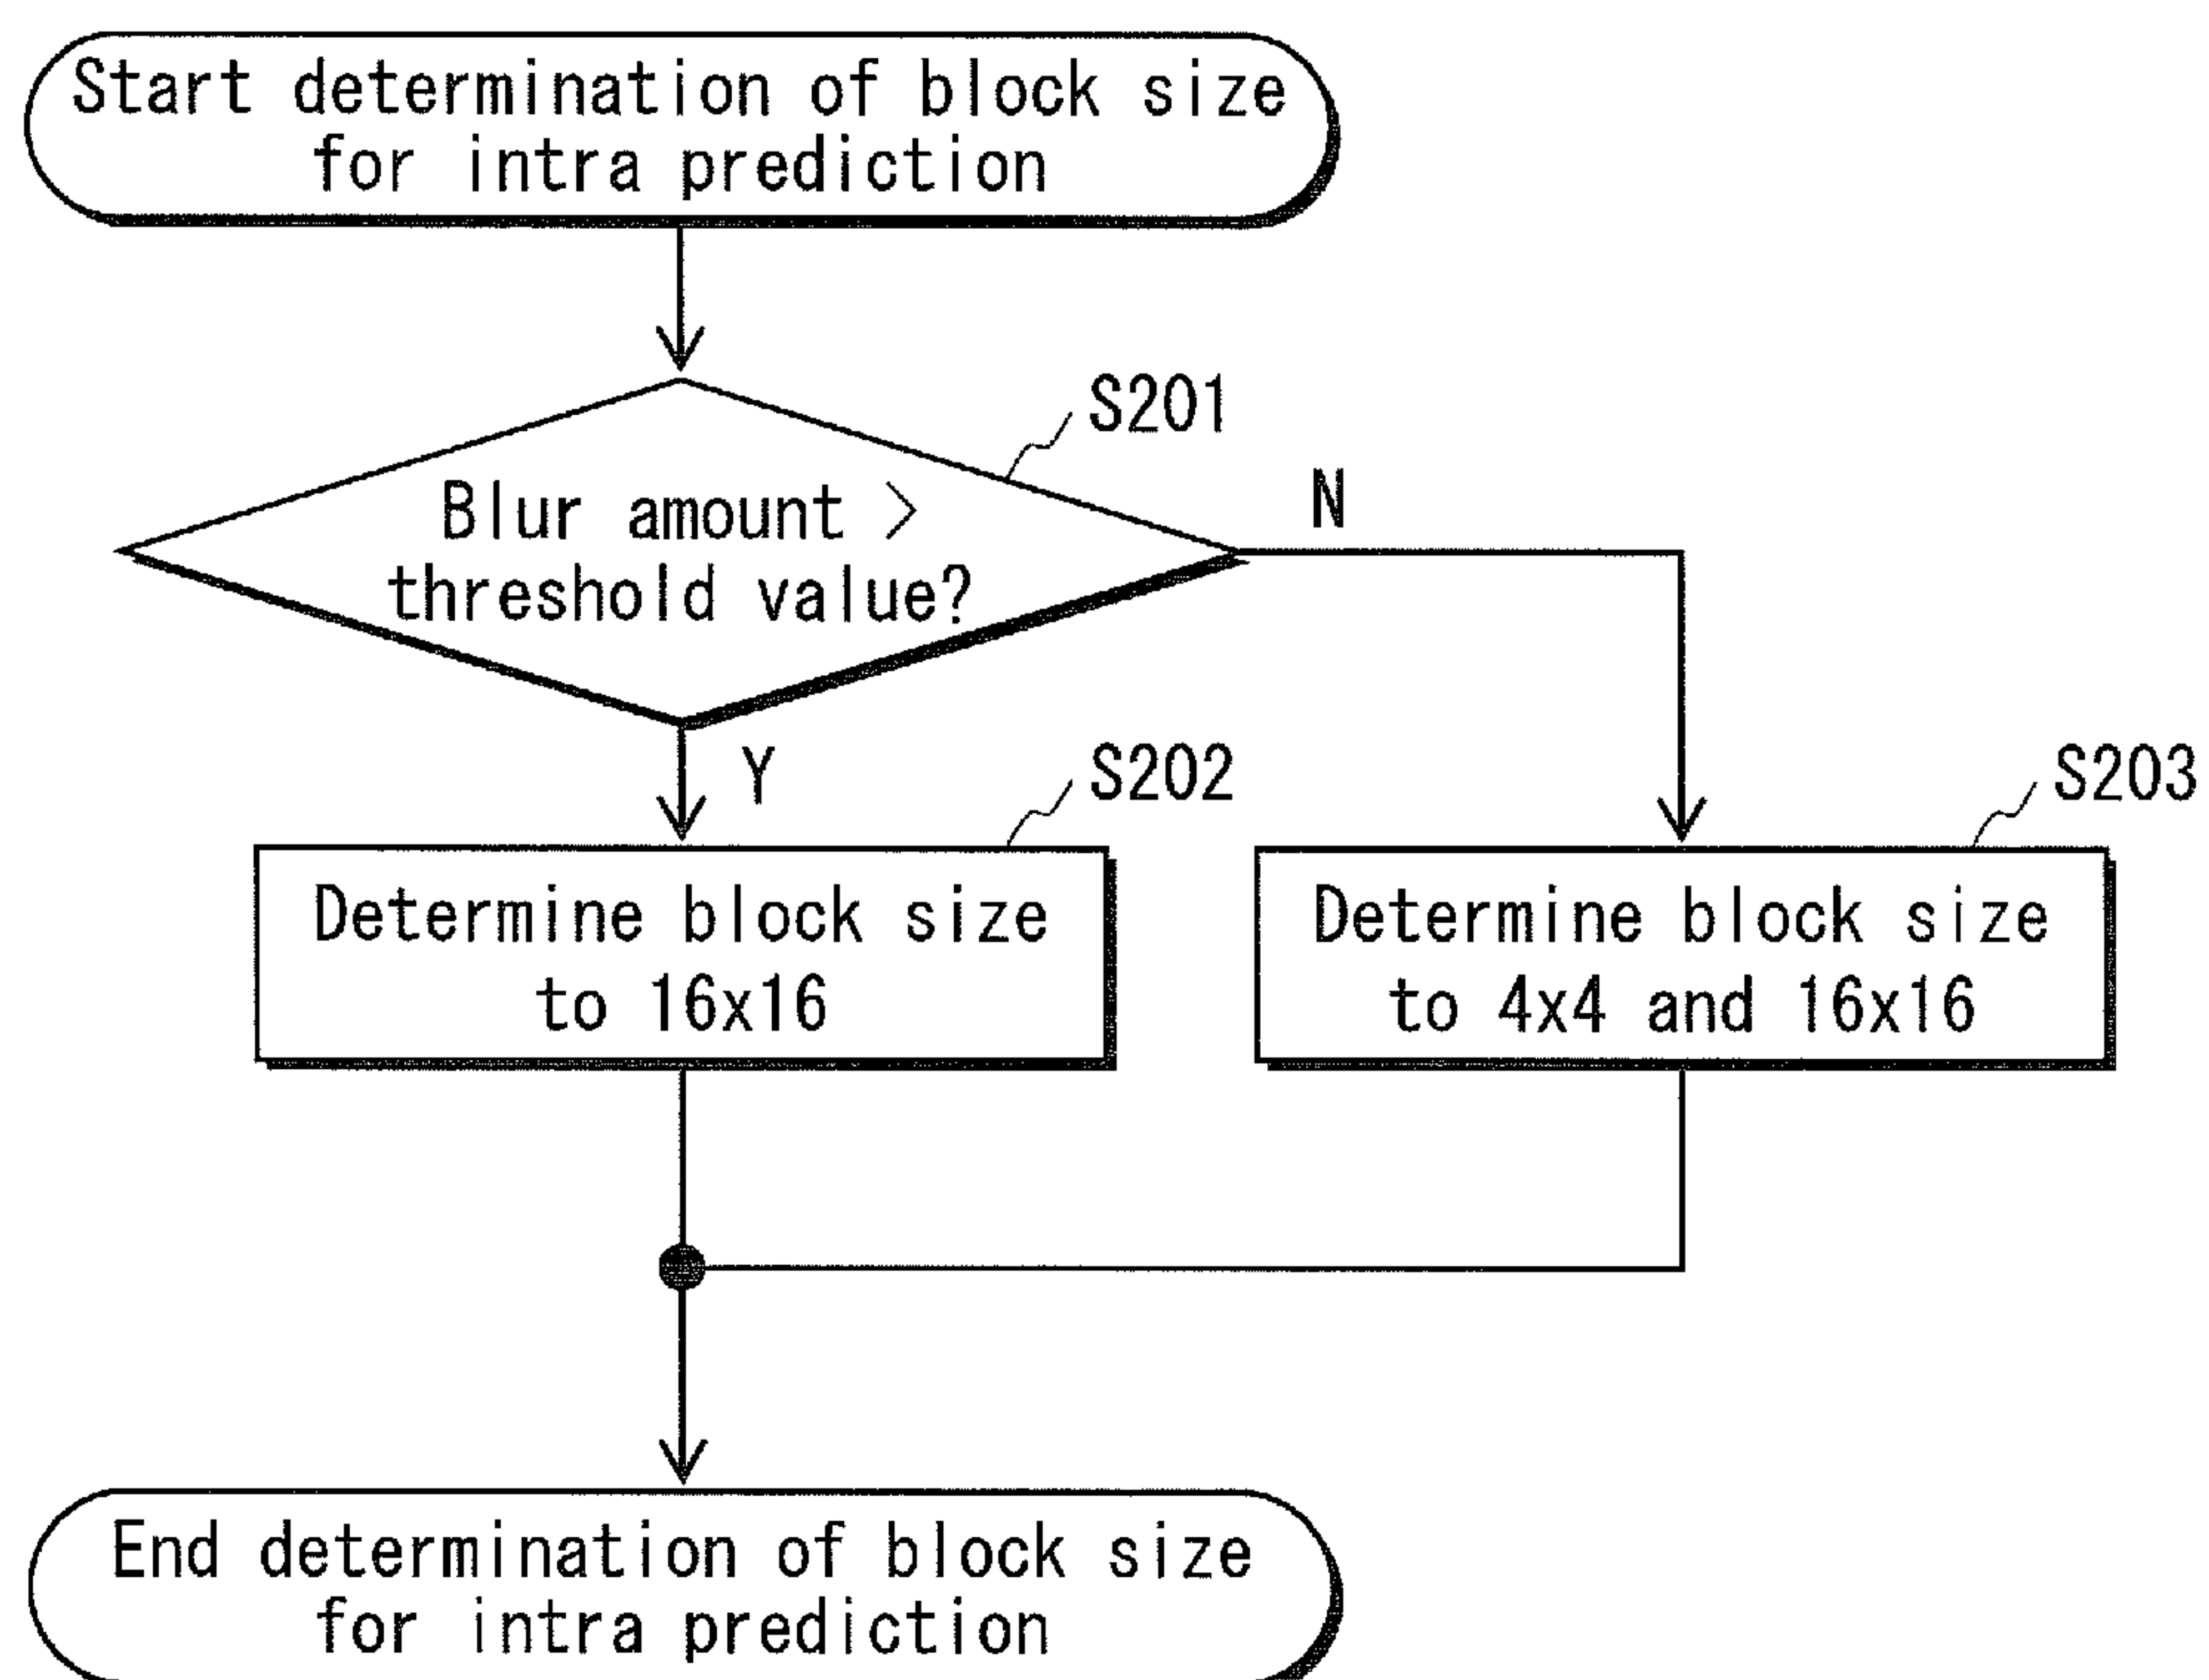 Start determination of block size
for intra prediction
S201
Blur amount >
threshold value?
N
Y
S202
Determine block size
to 16x16
S203
Determine block size
to 4x4 and 16x16
End determination of block size
for intra prediction